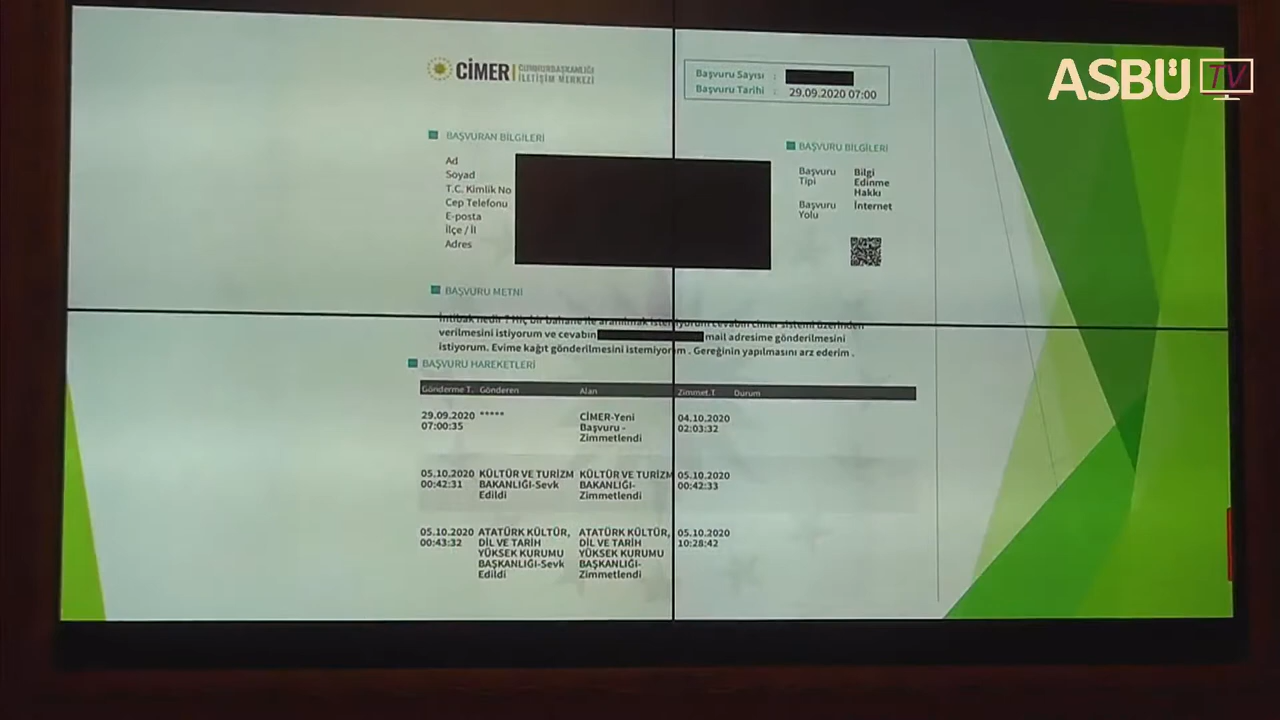 CİMER CUMHURBAŞKANLIĞI
İLETİŞİM MERKEZİ
Başvuru Sayısı :
Başvuru Tarihi : 29.09.2020 07:00
ASBÜ TV
BAŞVURAN BİLGİLERİ
Ad
Soyad
T.C. Kimlik No
Cep Telefonu
E-posta
İlçe / İl
Adres
BAŞVURU BİLGİLERİ
Başvuru Tipi Bilgi Edinme Hakkı
Başvuru Yolu İnternet
BAŞVURU METNİ
İntibak nedir ? Hiç bir bahane ile aranılmak istemiyorum cevabın cimer sistemi üzerinden
verilmesini istiyorum ve cevabın mail adresime gönderilmesini
istiyorum. Evime kağıt gönderilmesini istemiyorum . Gereğinin yapılmasını arz ederim .
BAŞVURU HAREKETLERİ
Gönderme T. Gönderen Alan Zimmet.T Durum
29.09.2020 ***** CİMER-Yeni 04.10.2020
07:00:35 Başvuru - 02:03:32
Zimmetlendi
05.10.2020 KÜLTÜR VE TURİZM KÜLTÜR VE TURİZM 05.10.2020
00:42:31 BAKANLIĞI-Sevk BAKANLIĞI- 00:42:33
Edildi Zimmetlendi
05.10.2020 ATATÜRK KÜLTÜR, ATATÜRK KÜLTÜR, 05.10.2020
00:43:32 DİL VE TARİH DİL VE TARİH 10:28:42
YÜKSEK KURUMU YÜKSEK KURUMU
BAŞKANLIĞI-Sevk BAŞKANLIĞI-
Edildi Zimmetlendi